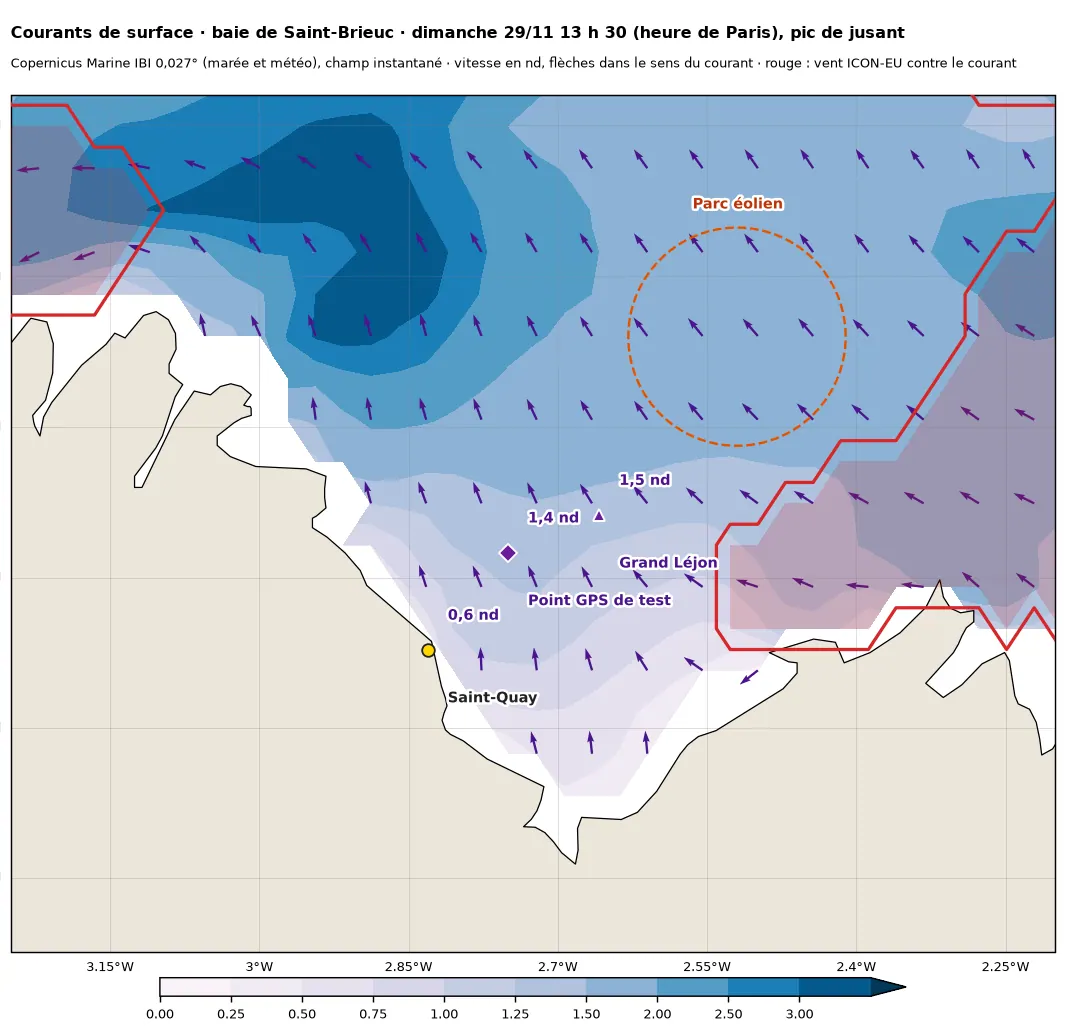 Courants de surface · baie de Saint-Brieuc · dimanche 29/11 13 h 30 (heure de Paris), pic de jusant
Copernicus Marine IBI 0,027° (marée et météo), champ instantané · vitesse en nd, flèches dans le sens du courant · rouge : vent ICON-EU contre le courant
Parc éolien
1,5 nd
1,4 nd
Grand Léjon
Point GPS de test
0,6 nd
Saint-Quay
3.15°W 3°W 2.85°W 2.7°W 2.55°W 2.4°W 2.25°W
0.00 0.25 0.50 0.75 1.00 1.25 1.50 2.00 2.50 3.00